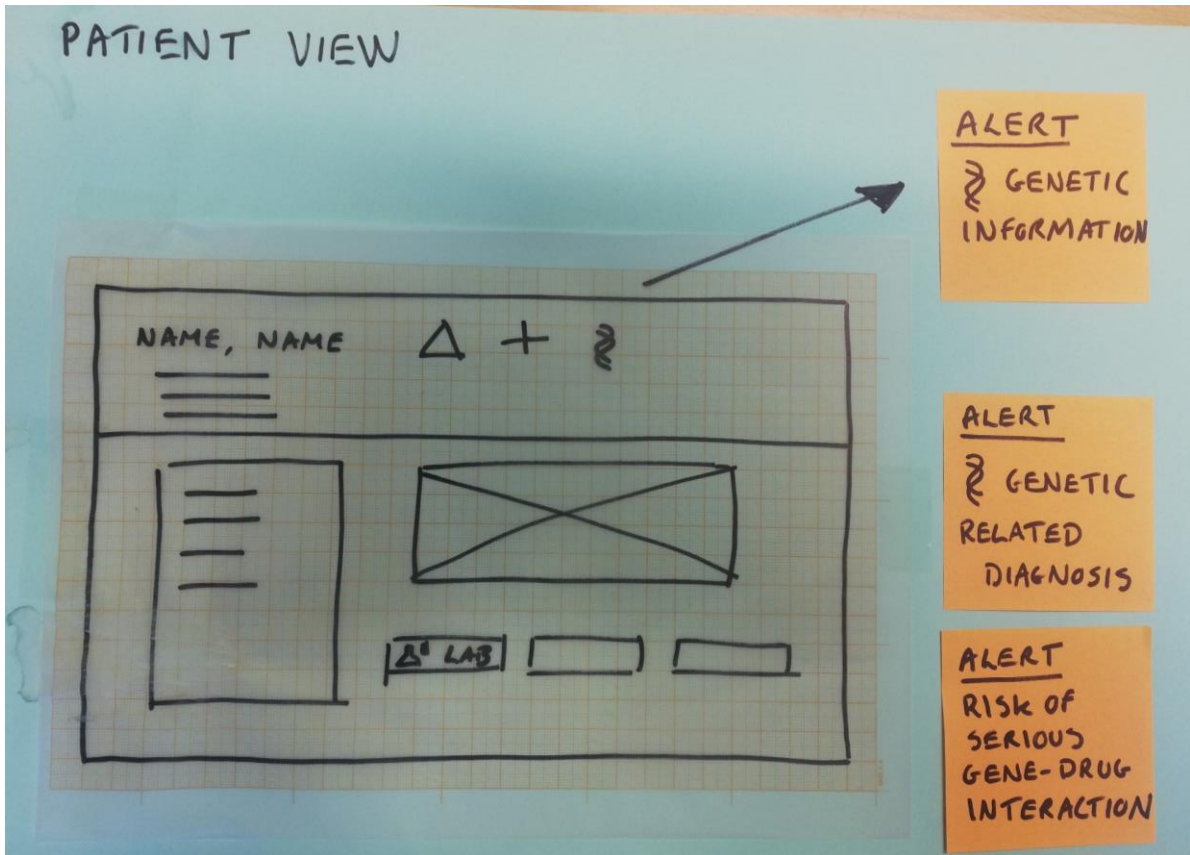 PATIENT VIEW
NAME, NAME
LAB
ALERT
GENETIC
INFORMATION
ALERT
GENETIC
RELATED
DIAGNOSIS
ALERT
RISK OF
SERIOUS
GENE-DRUG
INTERACTION